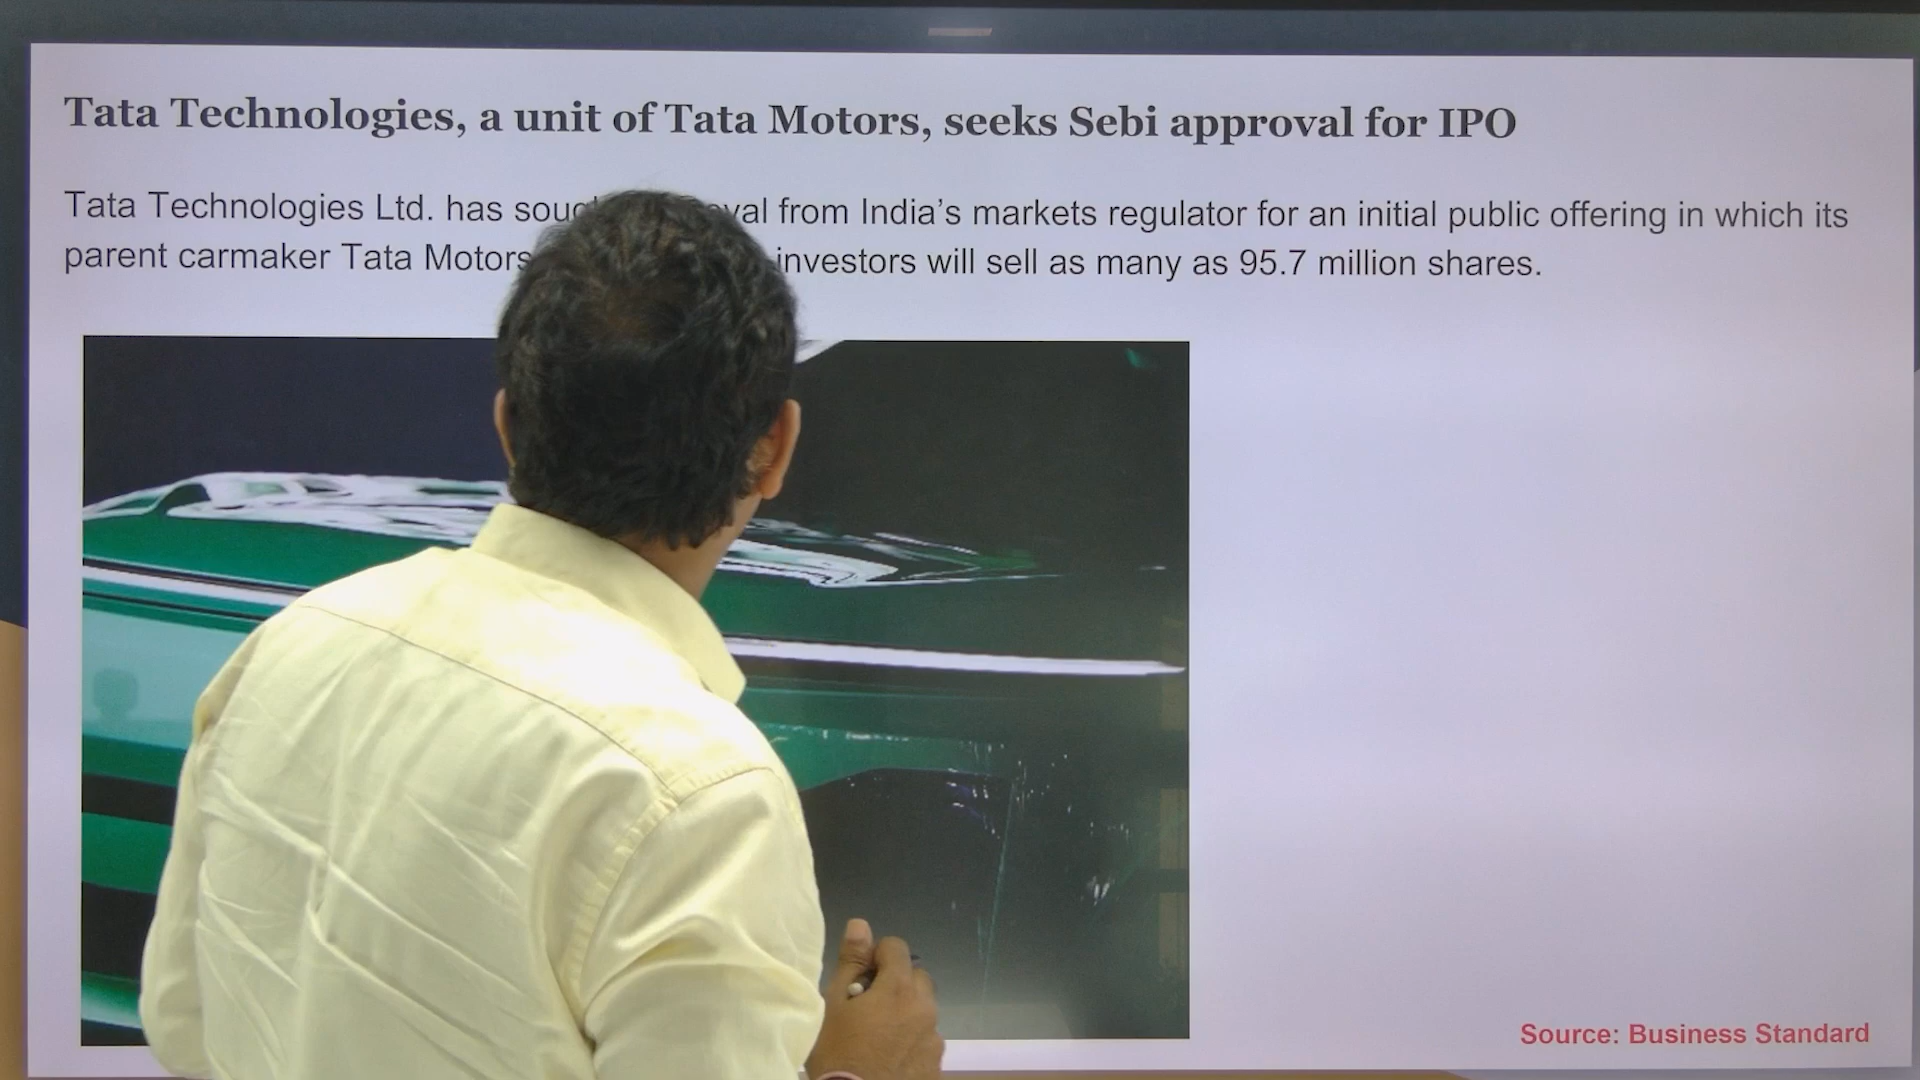 Tata Technologies, a unit of Tata Motors, seeks Sebi approval for IPO
Tata Technologies Ltd. has from India's markets regulator for an initial public offering in which its
parent carmaker Tata Motors investors will sell as many as 95.7 million shares.
Source: Business Standard